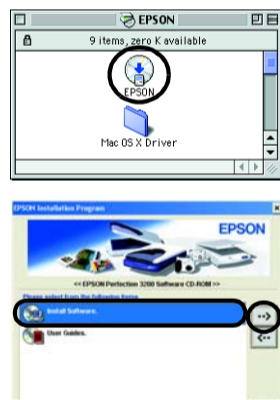 EPSON
9 items, zero K available
EPSON
Mac OS X Driver
EPSON Installation Program
EPSON
<< EPSON Perfection 3200 Software CD-ROM >>
Please select from the following items
Install Software.
User Guides.
-->
<--